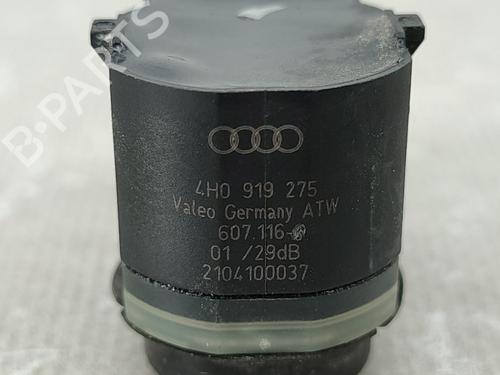 B-PARTS
4H0 919 275
Valeo Germany ATW
607.116-
01 /29dB
2104100037